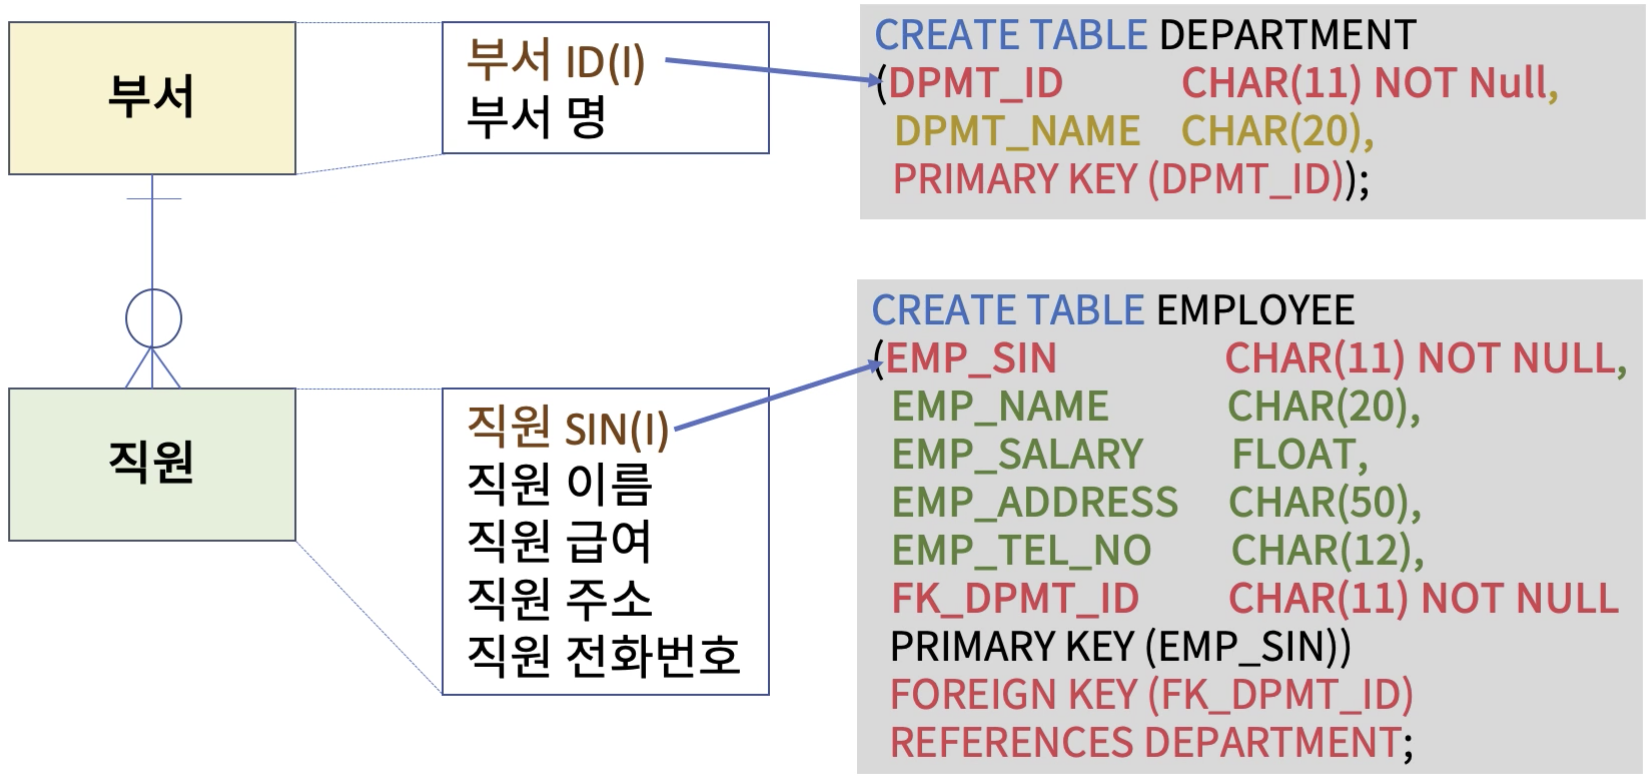 부서
부서 ID(I)
부서 명
CREATE TABLE DEPARTMENT
(DPMT_ID CHAR(11) NOT Null,
DPMT_NAME CHAR(20),
PRIMARY KEY (DPMT_ID));
직원
직원 SIN(I)
직원 이름
직원 급여
직원 주소
직원 전화번호
CREATE TABLE EMPLOYEE
(EMP_SIN CHAR(11) NOT NULL,
EMP_NAME CHAR(20),
EMP_SALARY FLOAT,
EMP_ADDRESS CHAR(50),
EMP_TEL_NO CHAR(12),
FK_DPMT_ID CHAR(11) NOT NULL
PRIMARY KEY (EMP_SIN))
FOREIGN KEY (FK_DPMT_ID)
REFERENCES DEPARTMENT;